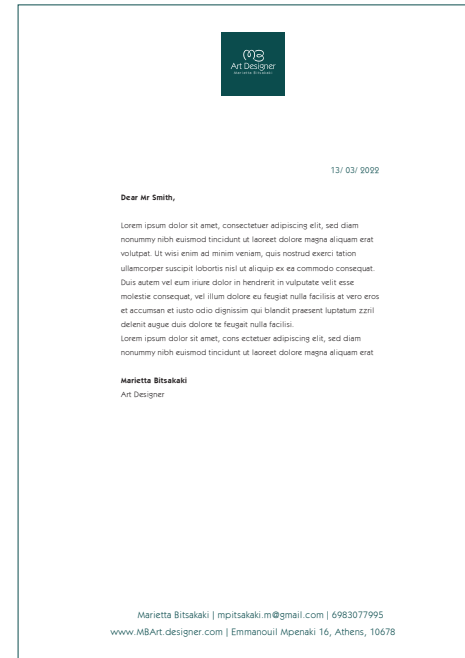 MB
Art Designer
Marietta Bitsakaki
13/ 03/ 2022
Dear Mr Smith,
Lorem ipsum dolor sit amet, consectetuer adipiscing elit, sed diam
nonummy nibh euismod tincidunt ut laoreet dolore magna aliquam erat
volutpat. Ut wisi enim ad minim veniam, quis nostrud exerci tation
ullamcorper suscipit lobortis nisl ut aliquip ex ea commodo consequat.
Duis autem vel eum iriure dolor in hendrerit in vulputate velit esse
molestie consequat, vel illum dolore eu feugiat nulla facilisis at vero eros
et accumsan et iusto odio dignissim qui blandit praesent luptatum zzril
delenit augue duis dolore te feugait nulla facilisi.
Lorem ipsum dolor sit amet, cons ectetuer adipiscing elit, sed diam
nonummy nibh euismod tincidunt ut laoreet dolore magna aliquam erat
Marietta Bitsakaki
Art Designer
Marietta Bitsakaki | mpitsakaki.m@gmail.com | 6983077995
www.MBArt.designer.com | Emmanouil Mpenaki 16, Athens, 10678